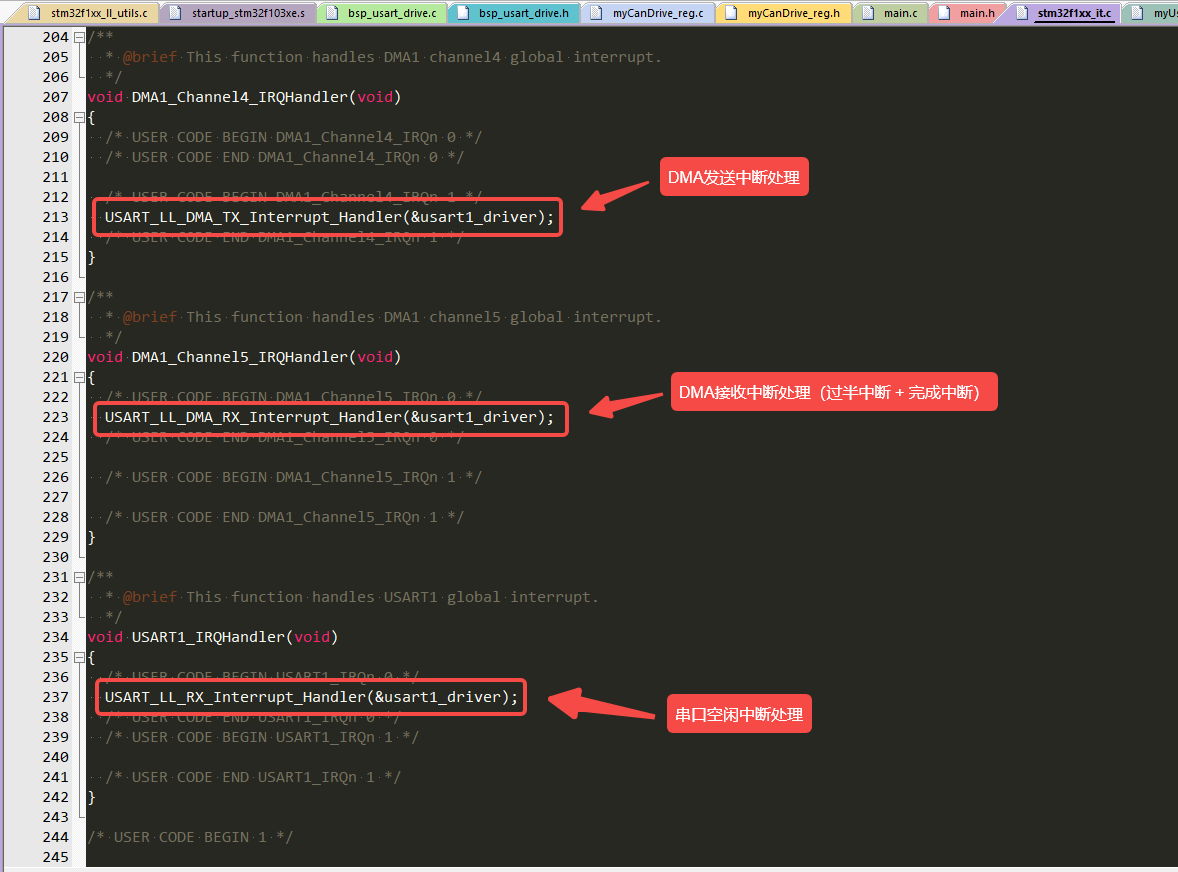 stm32f1xx_ll_utils.c startup_stm32f103xe.s bsp_usart_drive.c bsp_usart_drive.h myCanDrive_reg.c myCanDrive_reg.h main.c main.h stm32f1xx_it.c myUs
204 /**
205 * @brief This function handles DMA1 channel4 global interrupt.
206 */
207 void DMA1_Channel4_IRQHandler(void)
208 {
209 /* USER CODE BEGIN DMA1_Channel4_IRQn 0 */
210 /* USER CODE END DMA1_Channel4_IRQn 0 */
211
212 /* USER CODE BEGIN DMA1_Channel4_IRQn 1 */
DMA发送中断处理
213 USART_LL_DMA_TX_Interrupt_Handler(&usart1_driver);
214 /* USER CODE END DMA1_Channel4_IRQn 1 */
215 }
216
217 /**
218 * @brief This function handles DMA1 channel5 global interrupt.
219 */
220 void DMA1_Channel5_IRQHandler(void)
221 {
222 /* USER CODE BEGIN DMA1_Channel5_IRQn 0 */
DMA接收中断处理（过半中断 + 完成中断）
223 USART_LL_DMA_RX_Interrupt_Handler(&usart1_driver);
224 /* USER CODE END DMA1_Channel5_IRQn 0 */
225
226 /* USER CODE BEGIN DMA1_Channel5_IRQn 1 */
227
228 /* USER CODE END DMA1_Channel5_IRQn 1 */
229 }
230
231 /**
232 * @brief This function handles USART1 global interrupt.
233 */
234 void USART1_IRQHandler(void)
235 {
236 /* USER CODE BEGIN USART1_IRQn 0 */
237 USART_LL_RX_Interrupt_Handler(&usart1_driver);
串口空闲中断处理
238 /* USER CODE END USART1_IRQn 0 */
239 /* USER CODE BEGIN USART1_IRQn 1 */
240
241 /* USER CODE END USART1_IRQn 1 */
242 }
243
244 /* USER CODE BEGIN 1 */
245